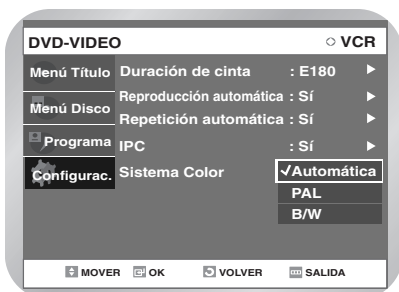 DVD-VIDEO VCR
Menú Título
Menú Disco
Programa
Configurac.
Duración de cinta : E180
Reproducción automática : Sí
Repetición automática : Sí
IPC : Sí
Sistema Color
✓Automática
PAL
B/W
MOVER OK VOLVER SALIDA